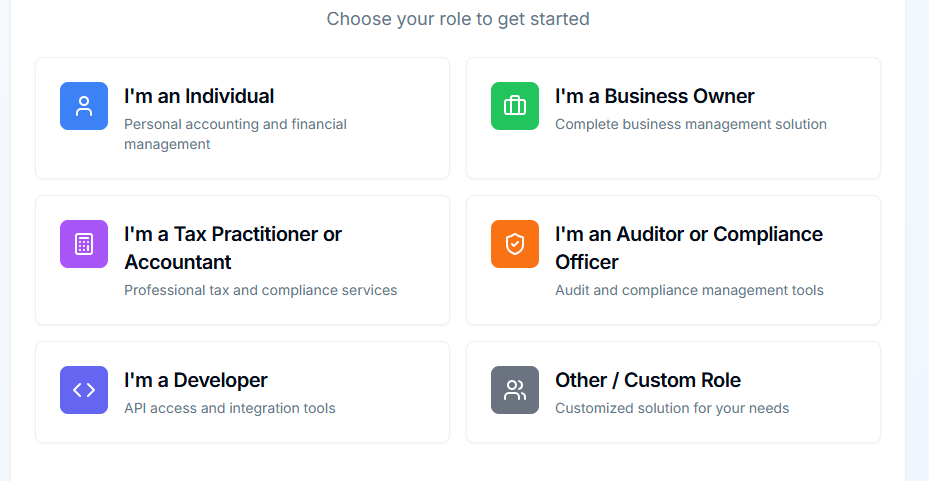 Choose your role to get started
I'm an Individual
Personal accounting and financial
management
I'm a Business Owner
Complete business management solution
I'm a Tax Practitioner or
Accountant
Professional tax and compliance services
I'm an Auditor or Compliance
Officer
Audit and compliance management tools
I'm a Developer
API access and integration tools
Other / Custom Role
Customized solution for your needs